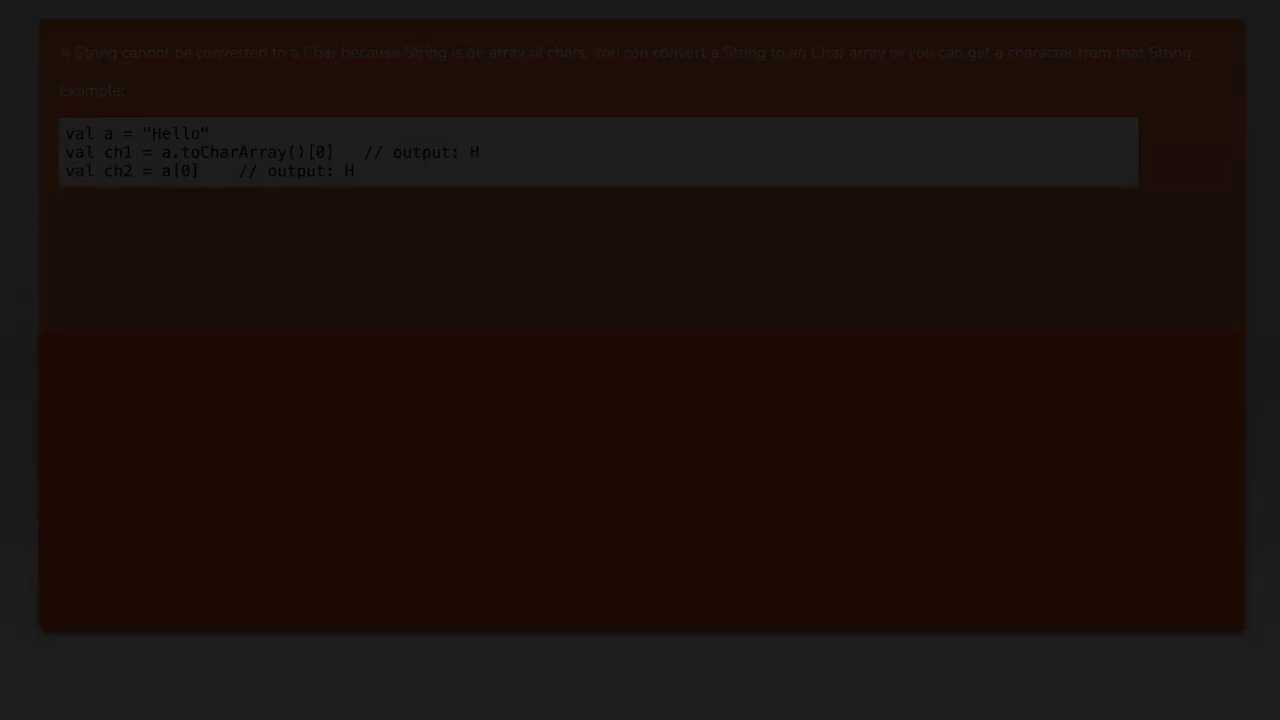 A String cannot be converted to a Char because String is an array of chars. You can convert a String to an Char array or you can get a character from that String.
Example:
val a = "Hello"
val ch1 = a.toCharArray()[0]   // output: H
val ch2 = a[0]    // output: H